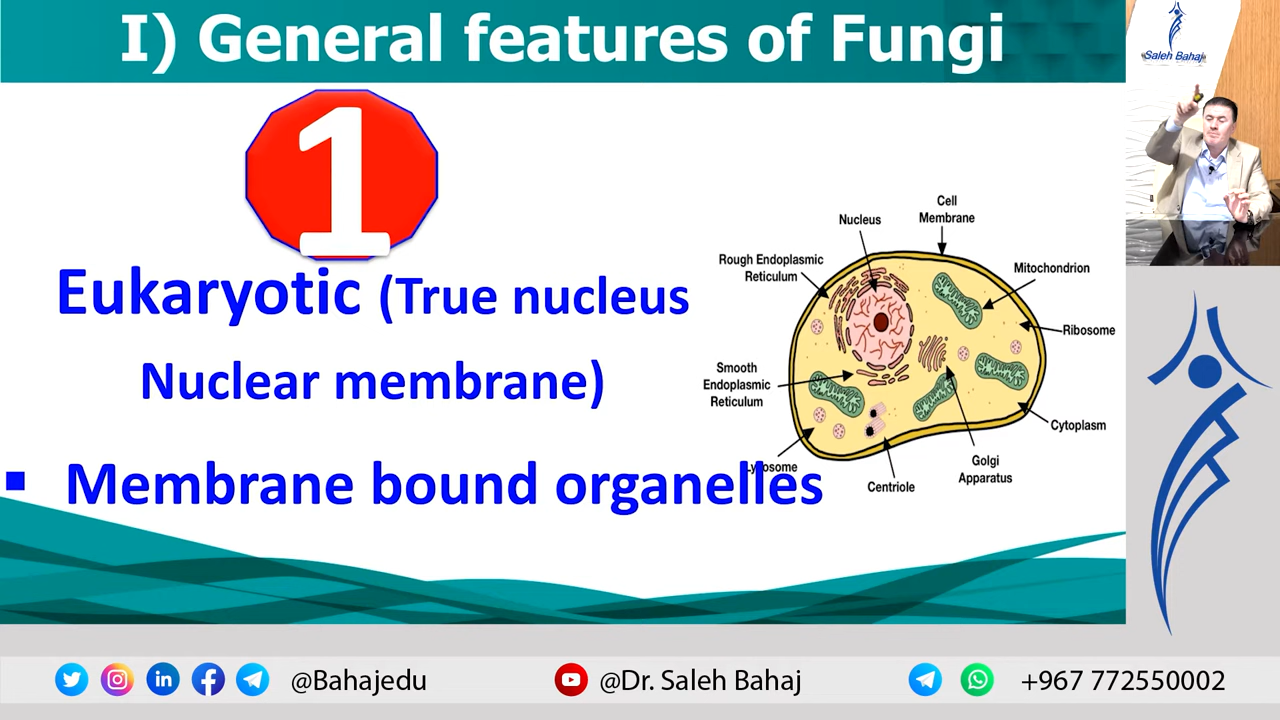 I) General features of Fungi
Saleh Bahaj
1
Eukaryotic (True nucleus
Nuclear membrane)
Membrane bound organelles
Cell
Membrane
Nucleus
Rough Endoplasmic
Reticulum
Mitochondrion
Ribosome
Smooth
Endoplasmic
Reticulum
Cytoplasm
Lysosome
Golgi
Apparatus
Centriole
@Bahajedu
@Dr. Saleh Bahaj
+967 772550002